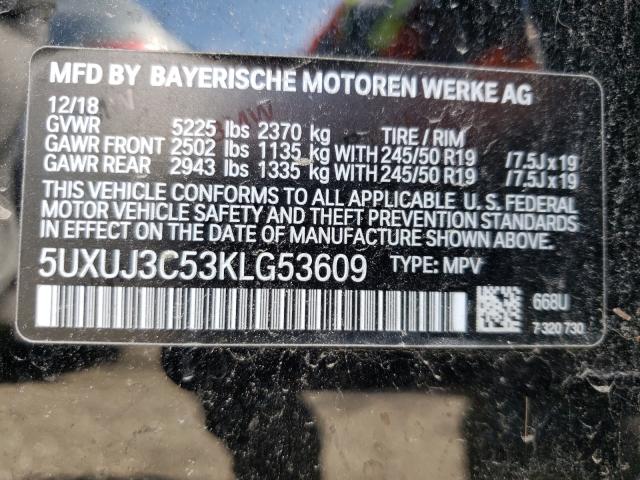 MFD BY BAYERISCHE MOTOREN WERKE AG
12/18
GVWR 5225 lbs 2370 kg TIRE / RIM
GAWR FRONT 2502 lbs 1135 kg WITH 245/50 R19 /7.5J x 19
GAWR REAR 2943 lbs 1335 kg WITH 245/50 R19 /7.5J x 19
THIS VEHICLE CONFORMS TO ALL APPLICABLE U. S. FEDERAL
MOTOR VEHICLE SAFETY AND THEFT PREVENTION STANDARDS
IN EFFECT ON THE DATE OF MANUFACTURE SHOWN ABOVE.
5UXUJ3C53KLG53609 TYPE: MPV
668U
7 320 730